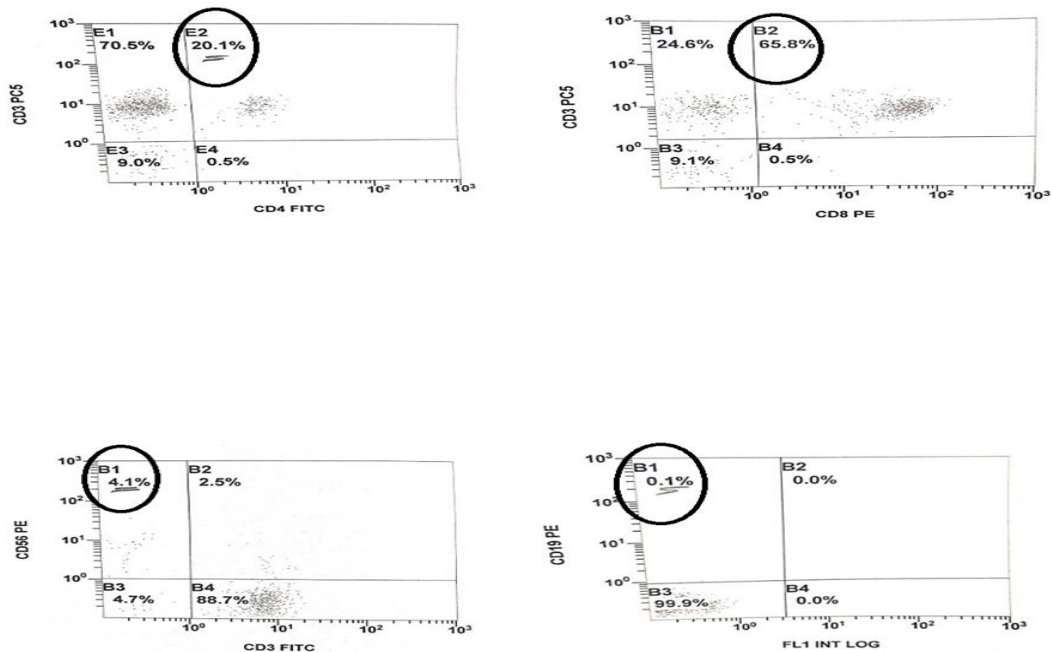 10³ E1 E2
70.5% 20.1%
10²
CD3 PC5
10¹
10⁰
E3 E4
9.0% 0.5%
10⁰ 10¹ 10² 10³
CD4 FITC
10³ B1 B2
24.6% 65.8%
10²
CD3 PC5
10¹
10⁰
B3 B4
9.1% 0.5%
10⁰ 10¹ 10² 10³
CD8 PE
10³ B1 B2
4.1% 2.5%
10²
CD56 PE
10¹
10⁰
B3 B4
4.7% 88.7%
10⁰ 10¹ 10² 10³
CD3 FITC
10³ B1 B2
0.1% 0.0%
10²
CD19 PE
10¹
10⁰
B3 B4
99.9% 0.0%
10⁰ 10¹ 10² 10³
FL1 INT LOG